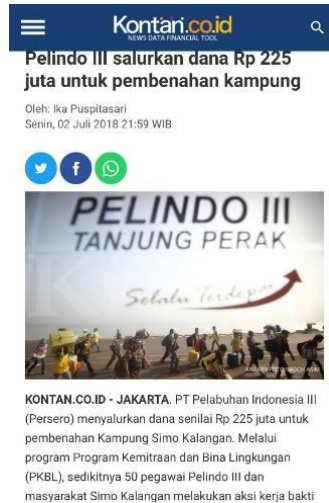 Kontan.co.id
NEWS DATA FINANCIAL TOOL
Pelindo III salurkan dana Rp 225
juta untuk pembenahan kampung
Oleh: Ika Puspitasari
Senin, 02 Juli 2018 21:59 WIB
PELINDO III
TANJUNG PERAK
Selalu Terdepan
KONTAN.CO.ID - JAKARTA. PT Pelabuhan Indonesia III
(Persero) menyalurkan dana senilai Rp 225 juta untuk
pembenahan Kampung Simo Kalangan. Melalui
program Program Kemitraan dan Bina Lingkungan
(PKBL), sedikitnya 50 pegawai Pelindo III dan
masyarakat Simo Kalangan melakukan aksi kerja bakti